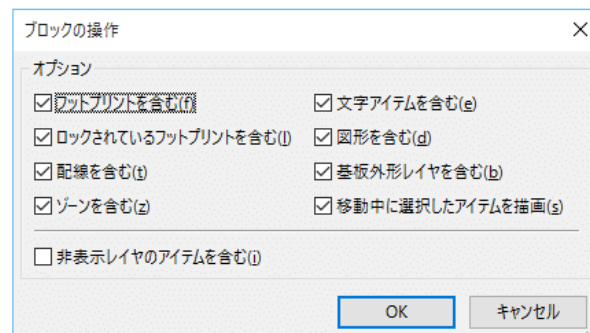 ブロックの操作
オプション
フットプリントを含む(f)
文字アイテムを含む(e)
ロックされているフットプリントを含む(l)
図形を含む(d)
配線を含む(t)
基板外形レイヤを含む(b)
ゾーンを含む(z)
移動中に選択したアイテムを描画(s)
非表示レイヤのアイテムを含む(i)
OK
キャンセル